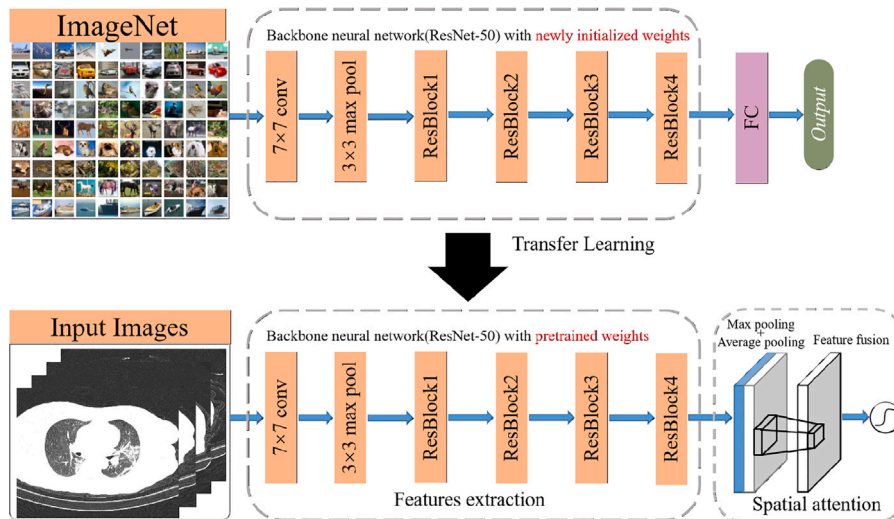 ImageNet
Backbone neural network(ResNet-50) with newly initialized weights
7×7 conv
3×3 max pool
ResBlock1
ResBlock2
ResBlock3
ResBlock4
FC
Output
Transfer Learning
Input Images
Backbone neural network(ResNet-50) with pretrained weights
7×7 conv
3×3 max pool
ResBlock1
ResBlock2
ResBlock3
ResBlock4
Features extraction
Max pooling
+
Average pooling
Feature fusion
Spatial attention